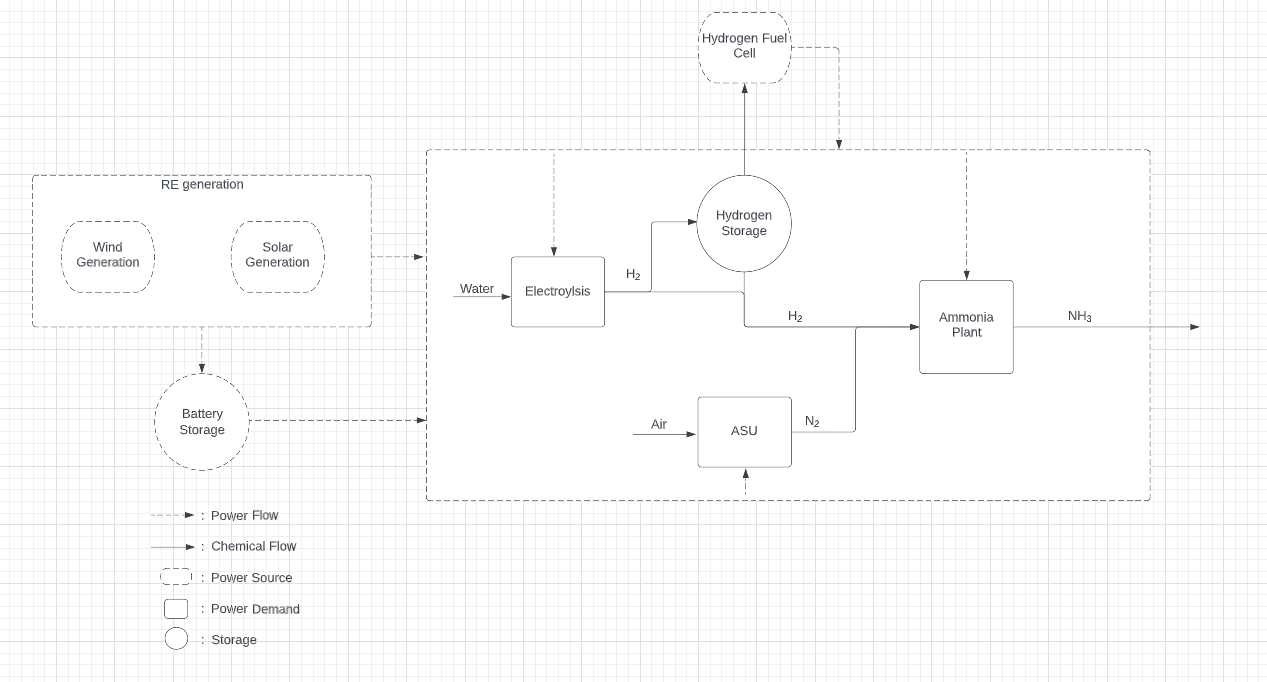 Hydrogen Fuel
Cell
RE generation
Wind
Generation
Solar
Generation
Hydrogen
Storage
H₂
Water
Electroylsis
H₂
Ammonia
Plant
NH₃
Battery
Storage
Air
ASU
N₂
: Power Flow
: Chemical Flow
: Power Source
: Power Demand
: Storage